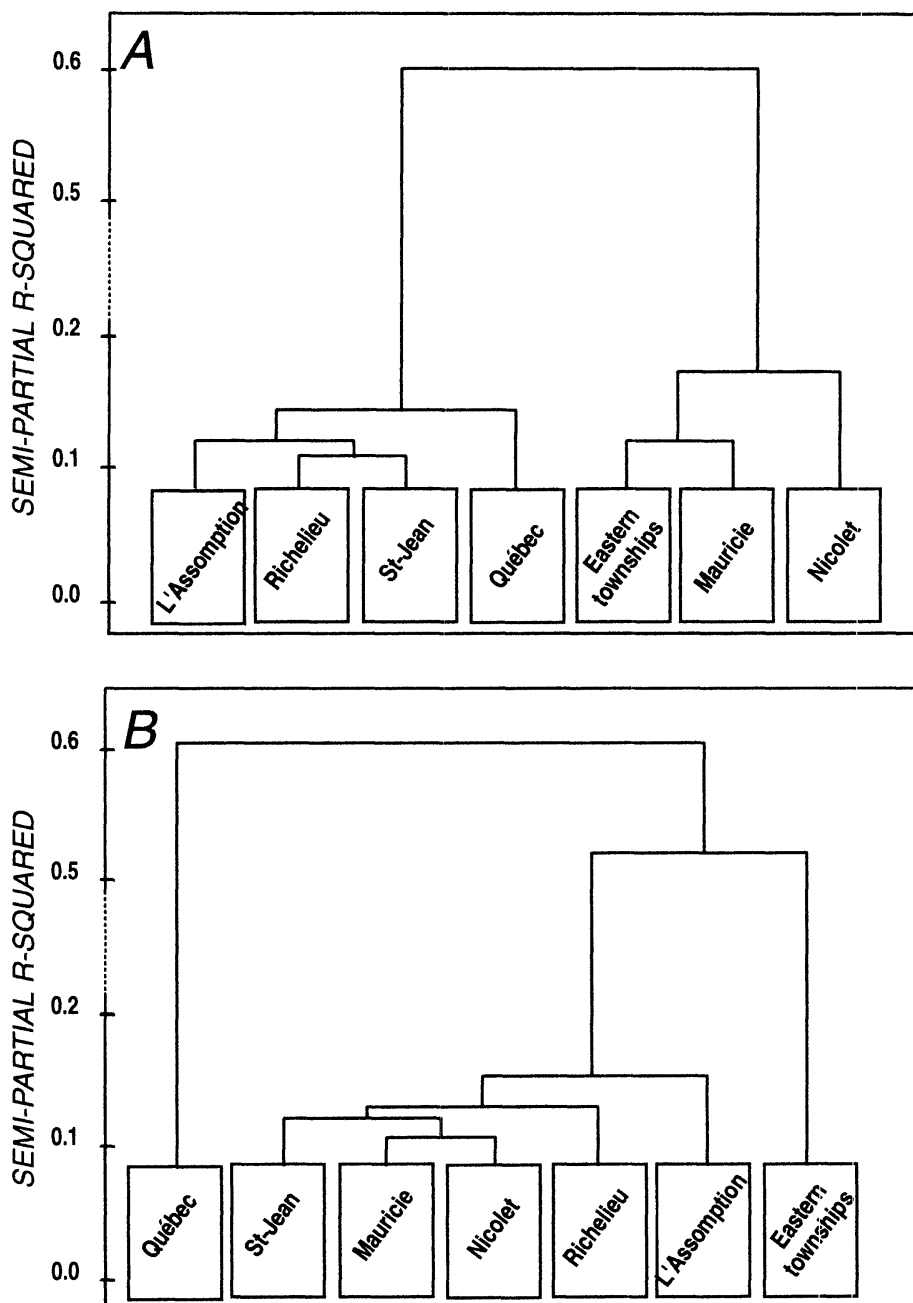 A
SEMI-PARTIAL R-SQUARED
0.6
0.5
0.2
0.1
0.0
L'Assomption
Richelieu
St-Jean
Québec
Eastern
townships
Mauricie
Nicolet
B
SEMI-PARTIAL R-SQUARED
0.6
0.5
0.2
0.1
0.0
Québec
St-Jean
Mauricie
Nicolet
Richelieu
L'Assomption
Eastern
townships